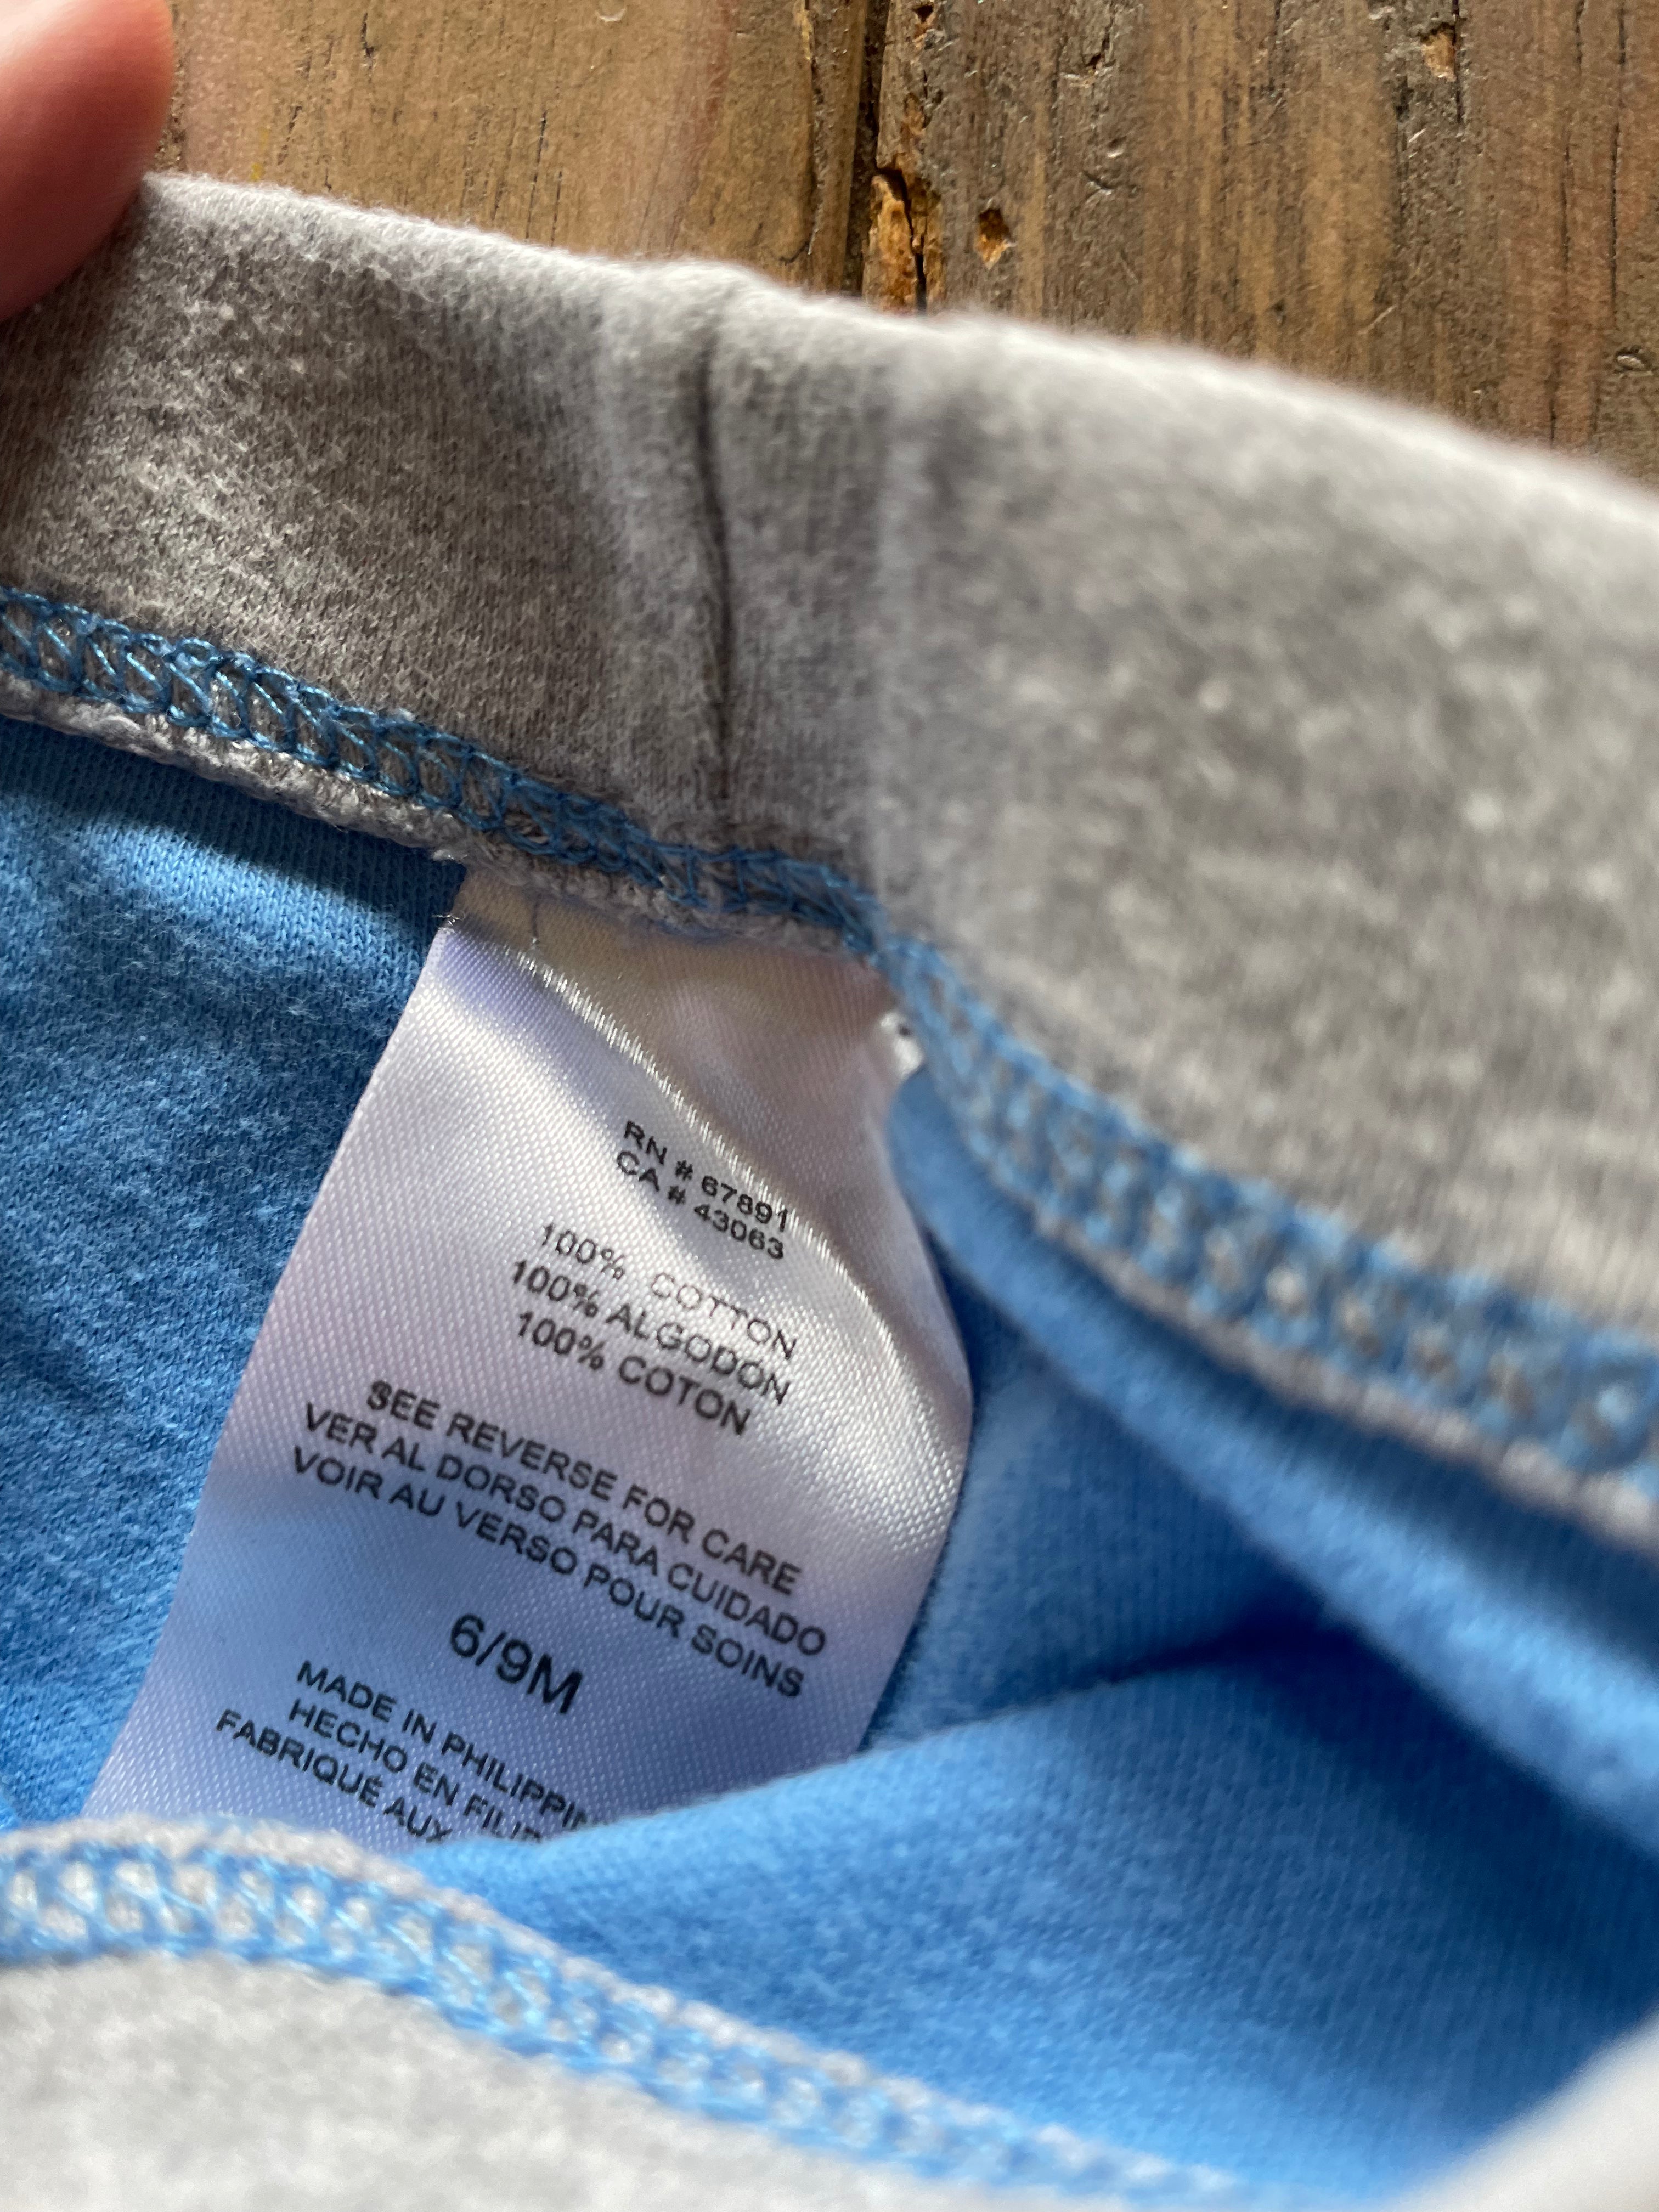 RN # 67891
CA # 43063
100% COTTON
100% ALGODON
100% COTON
SEE REVERSE FOR CARE
VER AL DORSO PARA CUIDADO
VOIR AU VERSO POUR SOINS
6/9M
MADE IN
HECHO EN
FABRIQUÉ AUX